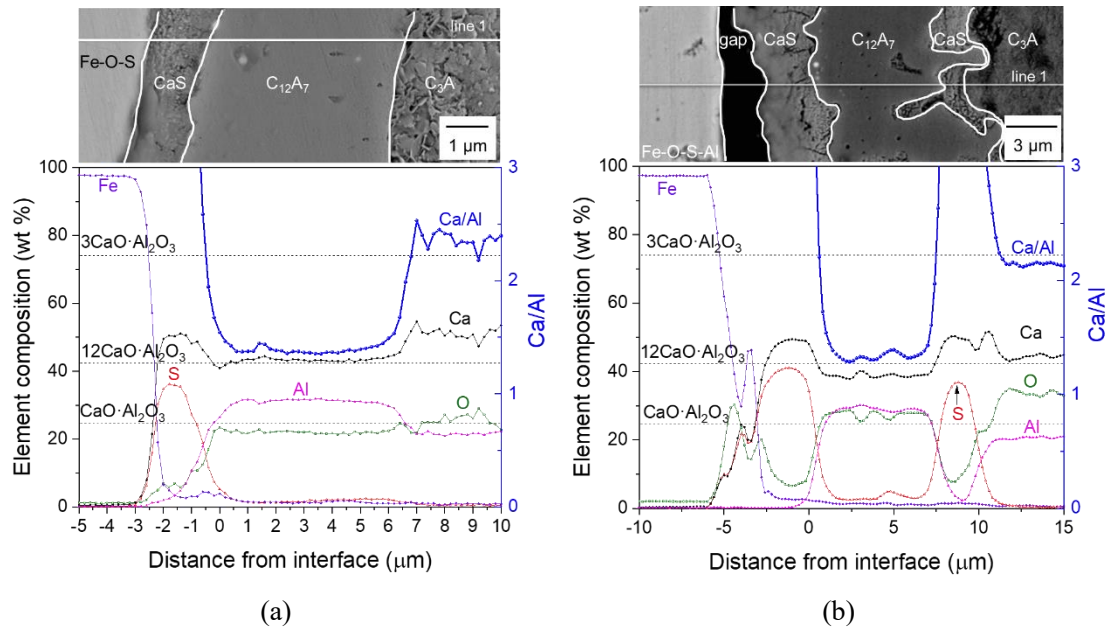 line 1
Fe-O-S
CaS
C₁₂A₇
C₃A
1 μm
Fe
Ca/Al
3CaO·Al₂O₃
Ca
12CaO·Al₂O₃
S
Al
CaO·Al₂O₃
O
100
80
60
40
20
0
3
2
1
0
-5 -4 -3 -2 -1 0 1 2 3 4 5 6 7 8 9 10
Element composition (wt %)
Ca/Al
Distance from interface (μm)
(a)
gap
CaS
C₁₂A₇
CaS
C₃A
line 1
Fe-O-S-Al
3 μm
Fe
3CaO·Al₂O₃
Ca/Al
Ca
12CaO·Al₂O₃
O
CaO·Al₂O₃
S
Al
100
80
60
40
20
0
3
2
1
0
-10 -5 0 5 10 15
Element composition (wt %)
Ca/Al
Distance from interface (μm)
(b)